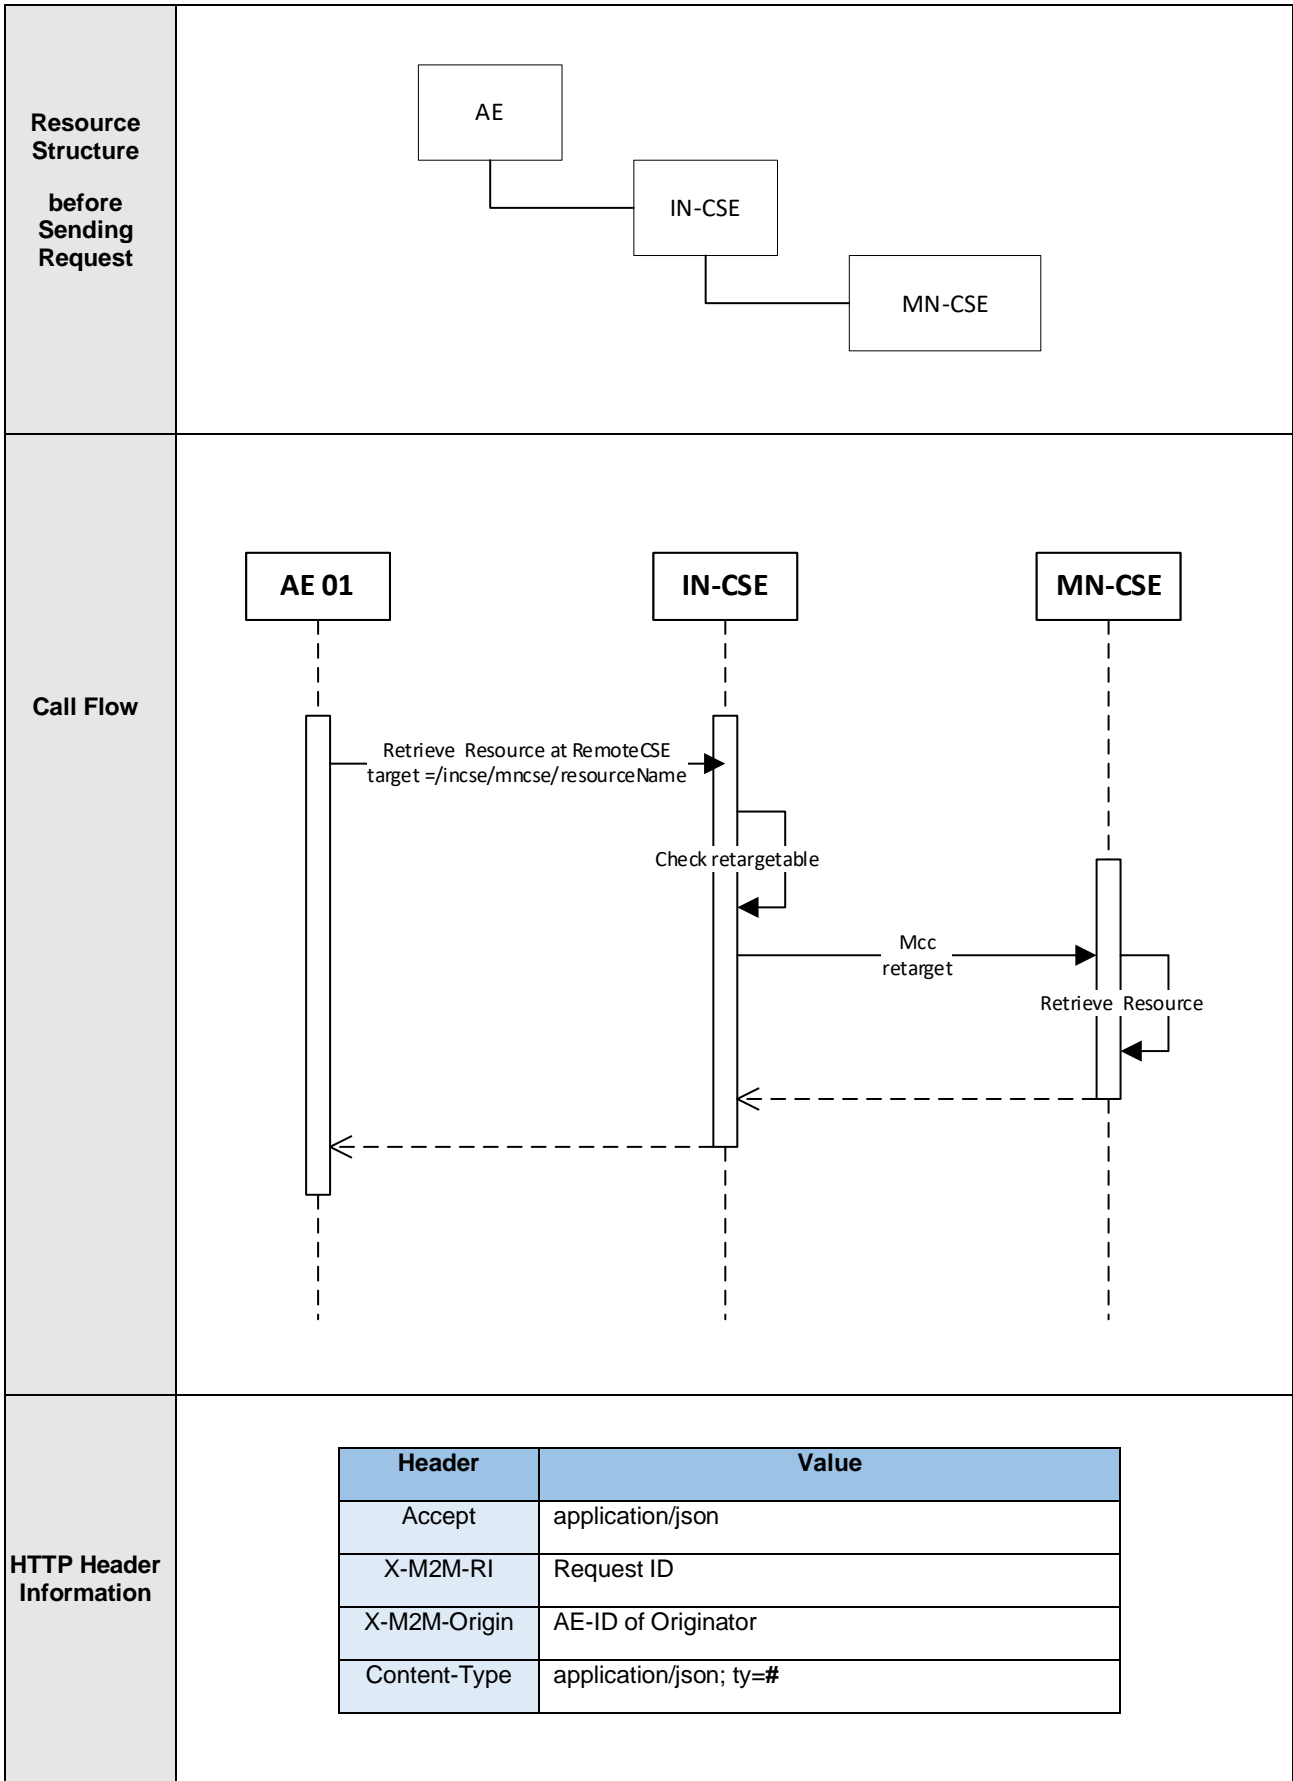 Resource
Structure
before
Sending
Request
AE
IN-CSE
MN-CSE
Call Flow
AE 01
IN-CSE
MN-CSE
Retrieve Resource at RemoteCSE
target =/incse/mncse/resourceName
Check retargetable
Mcc
retarget
Retrieve Resource
HTTP Header
Information
Header Value
Accept application/json
X-M2M-RI Request ID
X-M2M-Origin AE-ID of Originator
Content-Type application/json; ty=#